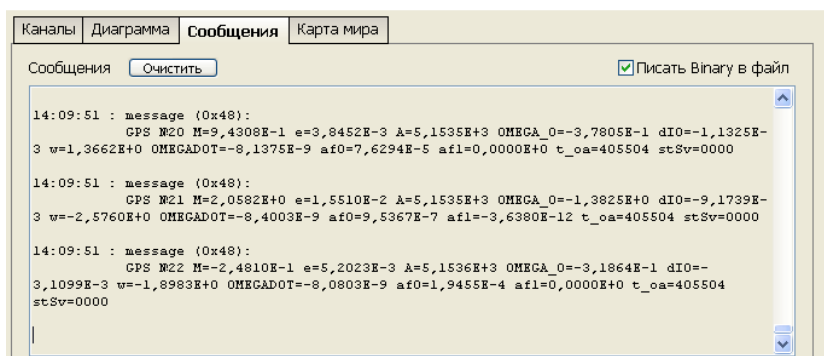 Каналы Диаграмма Сообщения Карта мира
Сообщения Очистить Писать Binary в файл
14:09:51 : message (0x48):
GPS №20 M=9,4308E-1 e=3,8452E-3 A=5,1535E+3 OMEGA_0=-3,7805E-1 dI0=-1,1325E-
3 w=1,3662E+0 OMEGADOT=-8,1375E-9 af0=7,6294E-5 af1=0,0000E+0 t_oa=405504 stSv=0000
14:09:51 : message (0x48):
GPS №21 M=2,0582E+0 e=1,5510E-2 A=5,1535E+3 OMEGA_0=-1,3825E+0 dI0=-9,1739E-
3 w=-2,5760E+0 OMEGADOT=-8,4003E-9 af0=9,5367E-7 af1=-3,6380E-12 t_oa=405504 stSv=0000
14:09:51 : message (0x48):
GPS №22 M=-2,4810E-1 e=5,2023E-3 A=5,1536E+3 OMEGA_0=-3,1864E-1 dI0=-
3,1099E-3 w=-1,8983E+0 OMEGADOT=-8,0803E-9 af0=1,9455E-4 af1=0,0000E+0 t_oa=405504
stSv=0000